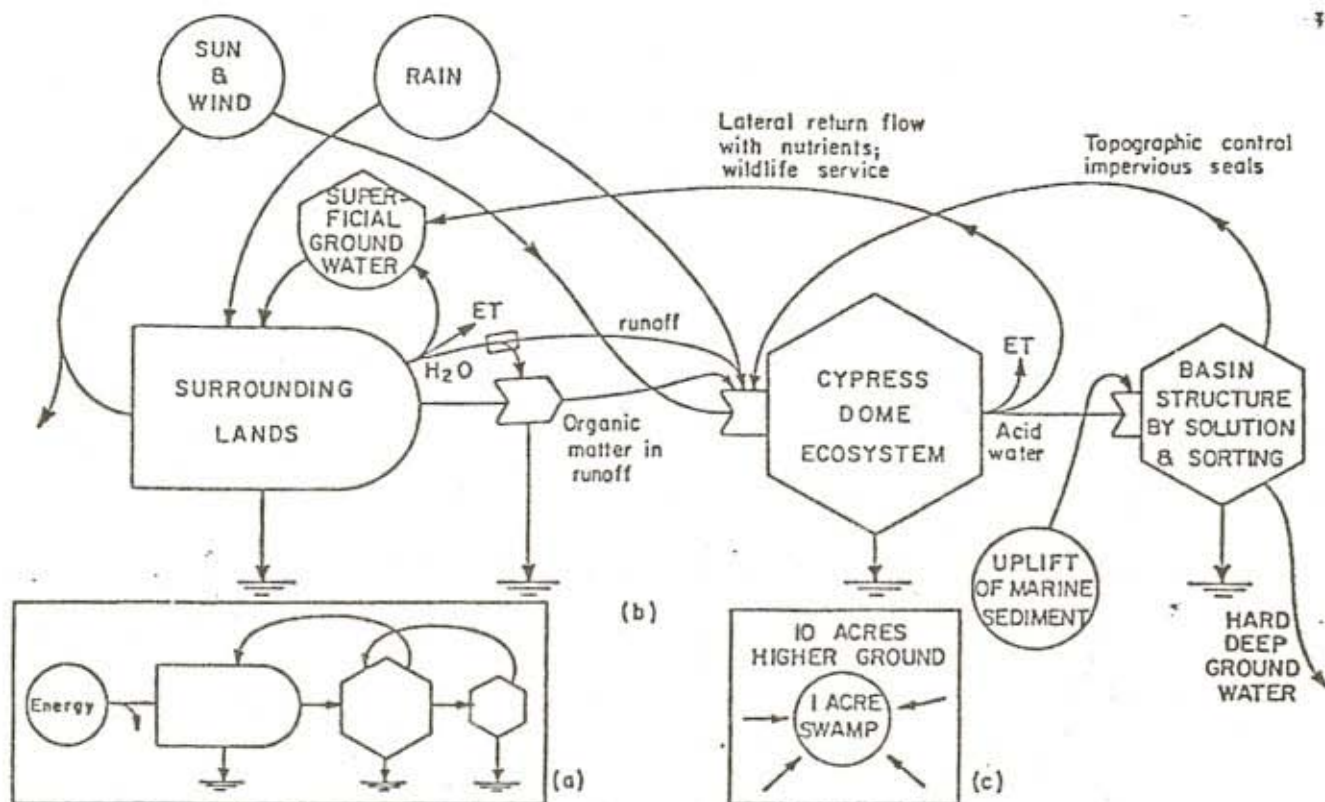 SUN
&
WIND
RAIN
Lateral return flow
with nutrients;
wildlife service
Topographic control
impervious seals
SUPER-
FICIAL
GROUND
WATER
ET
runoff
H₂O
SURROUNDING
LANDS
Organic
matter in
runoff
CYPRESS
DOME
ECOSYSTEM
ET
Acid
water
BASIN
STRUCTURE
BY SOLUTION
& SORTING
UPLIFT
OF MARINE
SEDIMENT
HARD
DEEP
GROUND
WATER
(b)
Energy
(a)
10 ACRES
HIGHER GROUND
1 ACRE
SWAMP
(c)